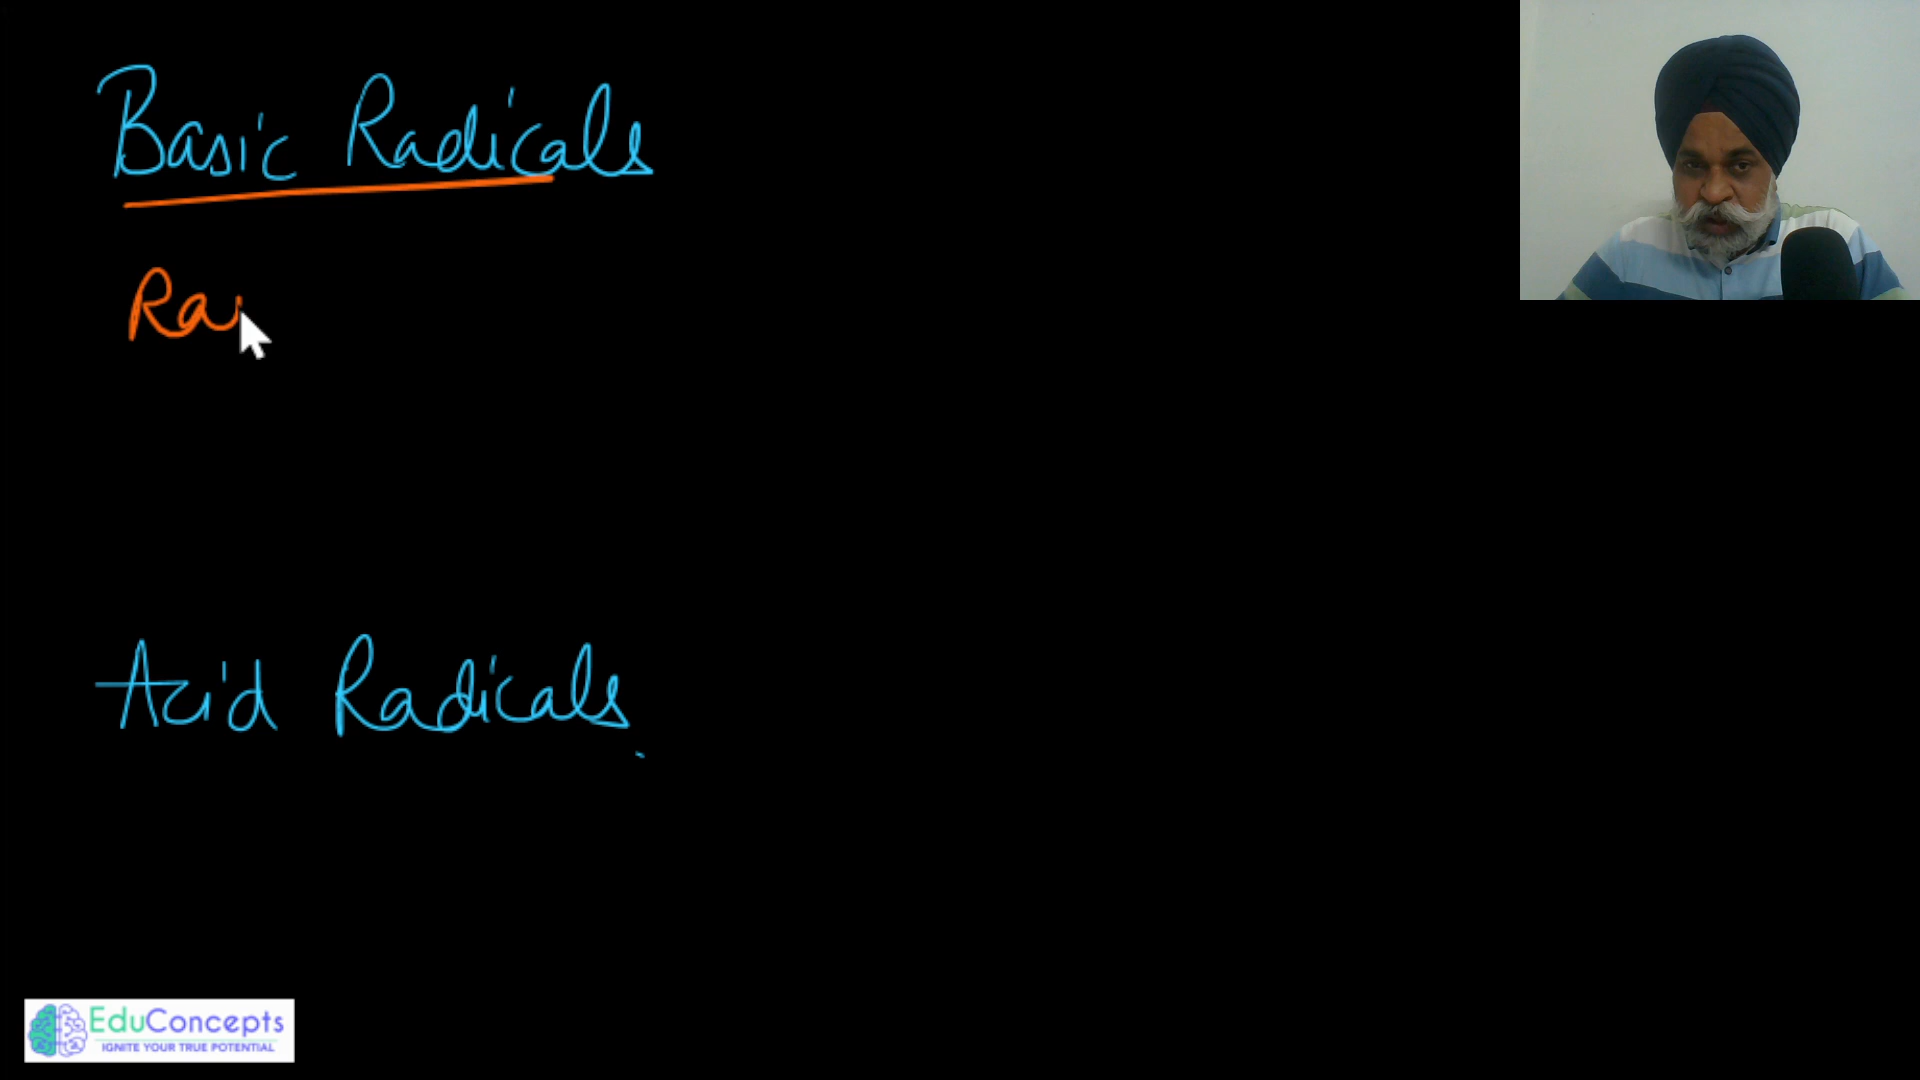 Basic Radicals
Ra
Acid Radicals
EduConcepts
IGNITE YOUR TRUE POTENTIAL